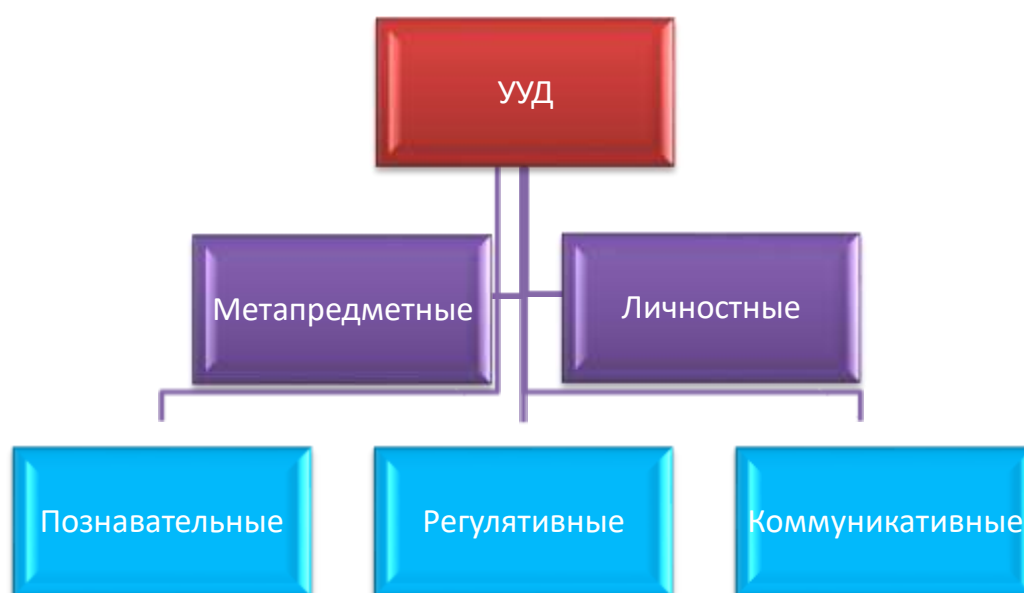 УУД
Метапредметные
Личностные
Познавательные
Регулятивные
Коммуникативные